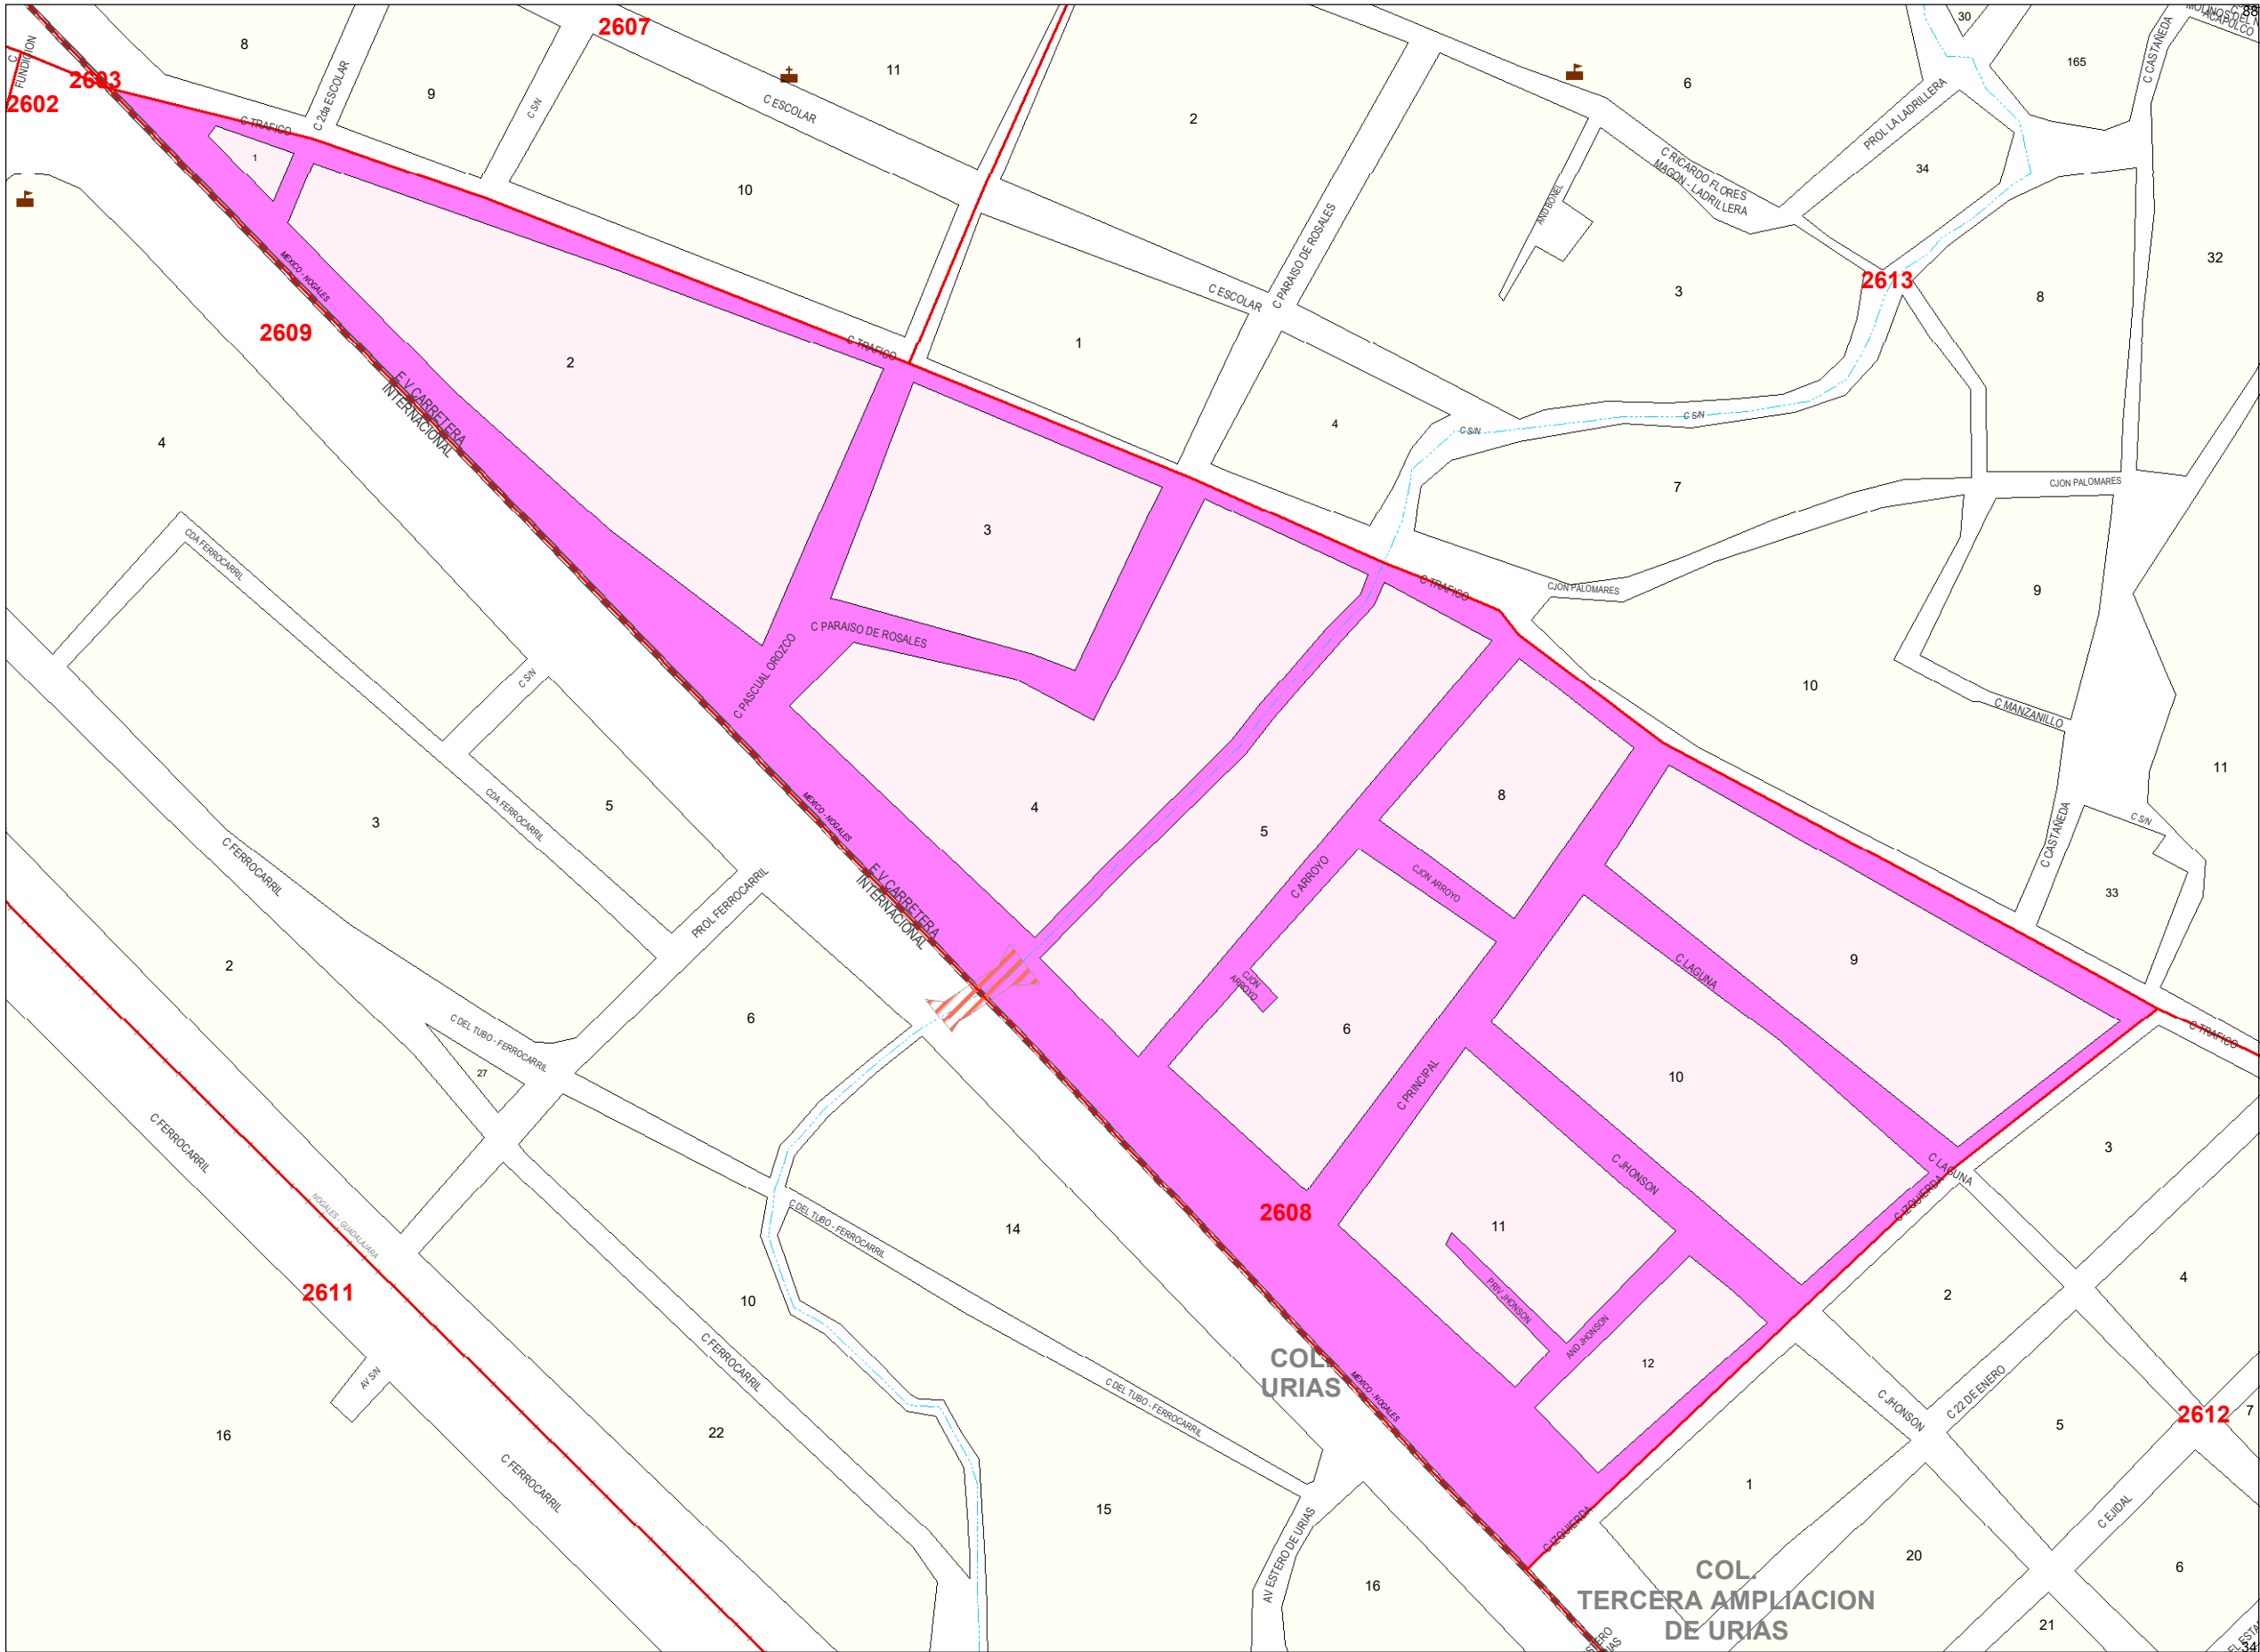 8
2607
11
30
165
C CASTAÑEDA
ACAPULCO
C
FUNDICION
2603
2602
C TRAFICO
C 2da ESCOLAR
9
C S/N
C ESCOLAR
2
6
PROL LA LADRILLERA
1
10
AND BONEL
C RICARDO FLORES
MAGON - LADRILLERA
34
32
MEXICO - NOGALES
C PARAISO DE ROSALES
C ESCOLAR
3
2613
8
2609
2
C TRAFICO
1
E.V.CARRETERA
INTERNACIONAL
4
4
C S/N
C S/N
3
7
CJON PALOMARES
CDA FERROCARRIL
C TRAFICO
CJON PALOMARES
9
C PARAISO DE ROSALES
C S/N
C PASCUAL OROZCO
10
C MANZANILLO
5
CDA FERROCARRIL
3
MEXICO - NOGALES
4
8
11
C S/N
C CASTAÑEDA
C FERROCARRIL
5
C ARROYO
CJON ARROYO
33
E.V.CARRETERA
INTERNACIONAL
PROL FERROCARRIL
2
CJON
ARROYO
C LAGUNA
9
C DEL TUBO - FERROCARRIL
6
6
C TRAFICO
27
C PRINCIPAL
10
C FERROCARRIL
3
C LAGUNA
C JHONSON
C IZQUIERDA
NOGALES - GUADALAJARA
C DEL TUBO - FERROCARRIL
14
2608
11
2611
10
PRIV JHONSON
AND JHONSON
2
4
C FERROCARRIL
COL.
URIAS
12
AV S/N
MEXICO - NOGALES
C DEL TUBO - FERROCARRIL
C JHONSON
C 22 DE ENERO
2612
7
16
22
5
C FERROCARRIL
1
15
C IZQUIERDA
C EJIDAL
AV ESTERO DE URIAS
16
20
6
COL.
TERCERA AMPLIACION
DE URIAS
21
34